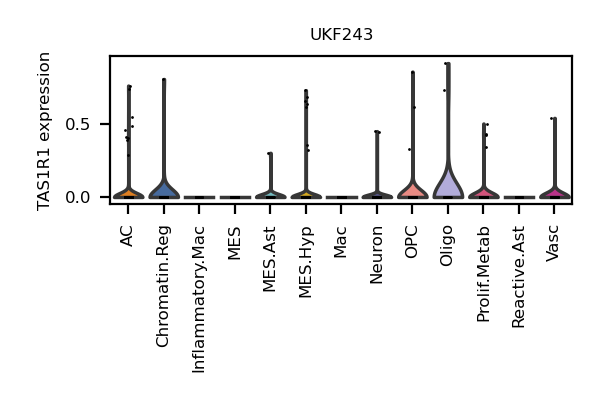 UKF243
TAS1R1 expression
0.5
0.0
AC
Chromatin.Reg
Inflammatory.Mac
MES
MES.Ast
MES.Hyp
Mac
Neuron
OPC
Oligo
Prolif.Metab
Reactive.Ast
Vasc